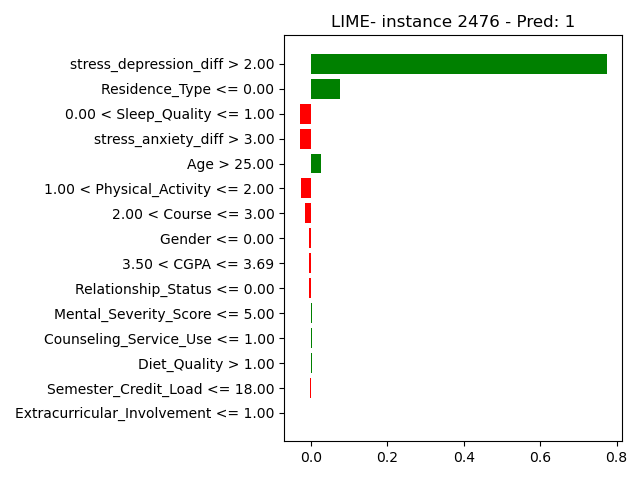 LIME- instance 2476 - Pred: 1
stress_depression_diff > 2.00
Residence_Type <= 0.00
0.00 < Sleep_Quality <= 1.00
stress_anxiety_diff > 3.00
Age > 25.00
1.00 < Physical_Activity <= 2.00
2.00 < Course <= 3.00
Gender <= 0.00
3.50 < CGPA <= 3.69
Relationship_Status <= 0.00
Mental_Severity_Score <= 5.00
Counseling_Service_Use <= 1.00
Diet_Quality > 1.00
Semester_Credit_Load <= 18.00
Extracurricular_Involvement <= 1.00
0.0 0.2 0.4 0.6 0.8